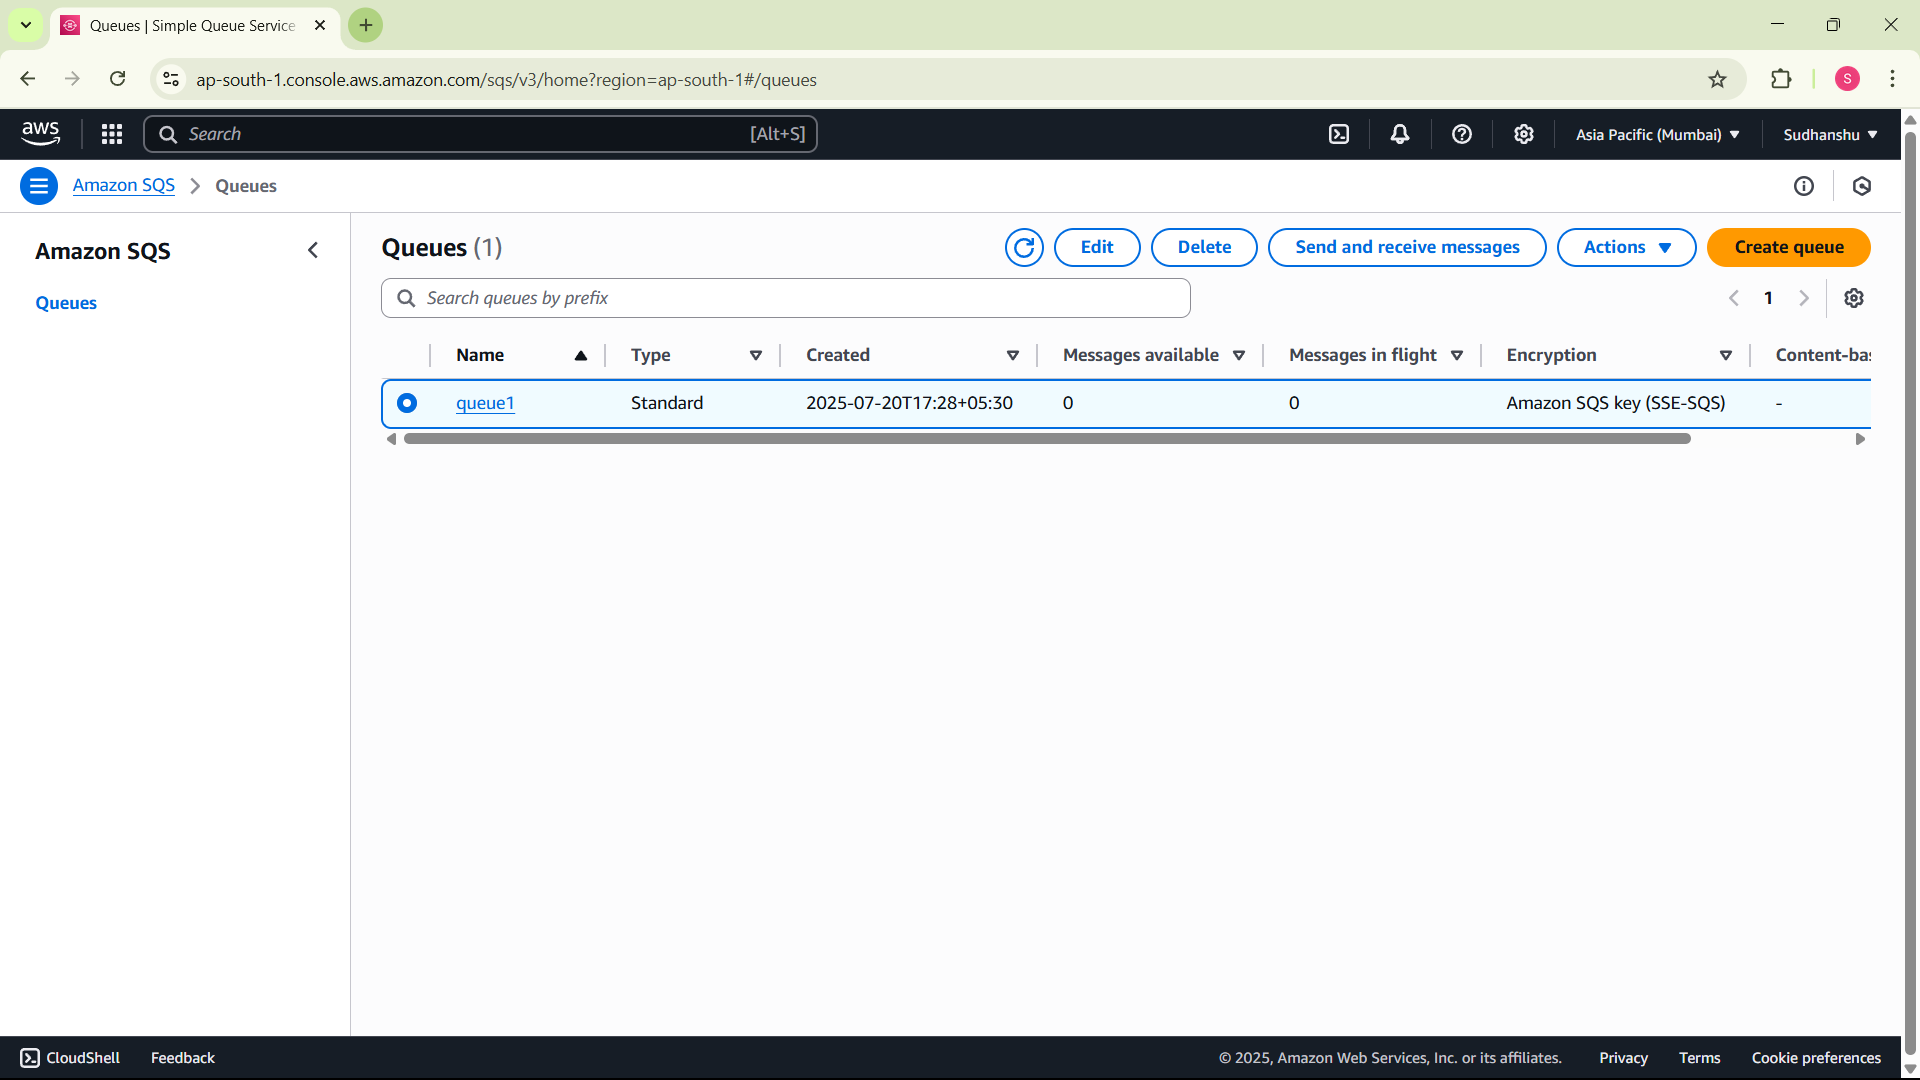 Queues | Simple Queue Service
ap-south-1.console.aws.amazon.com/sqs/v3/home?region=ap-south-1#/queues
S
aws
Search
[Alt+S]
Asia Pacific (Mumbai)
Sudhanshu
Amazon SQS
Queues
Amazon SQS
Queues
Queues (1)
Edit
Delete
Send and receive messages
Actions
Create queue
Search queues by prefix
1
Name
Type
Created
Messages available
Messages in flight
Encryption
Content-bas
queue1
Standard
2025-07-20T17:28+05:30
0
0
Amazon SQS key (SSE-SQS)
-
CloudShell
Feedback
© 2025, Amazon Web Services, Inc. or its affiliates.
Privacy
Terms
Cookie preferences